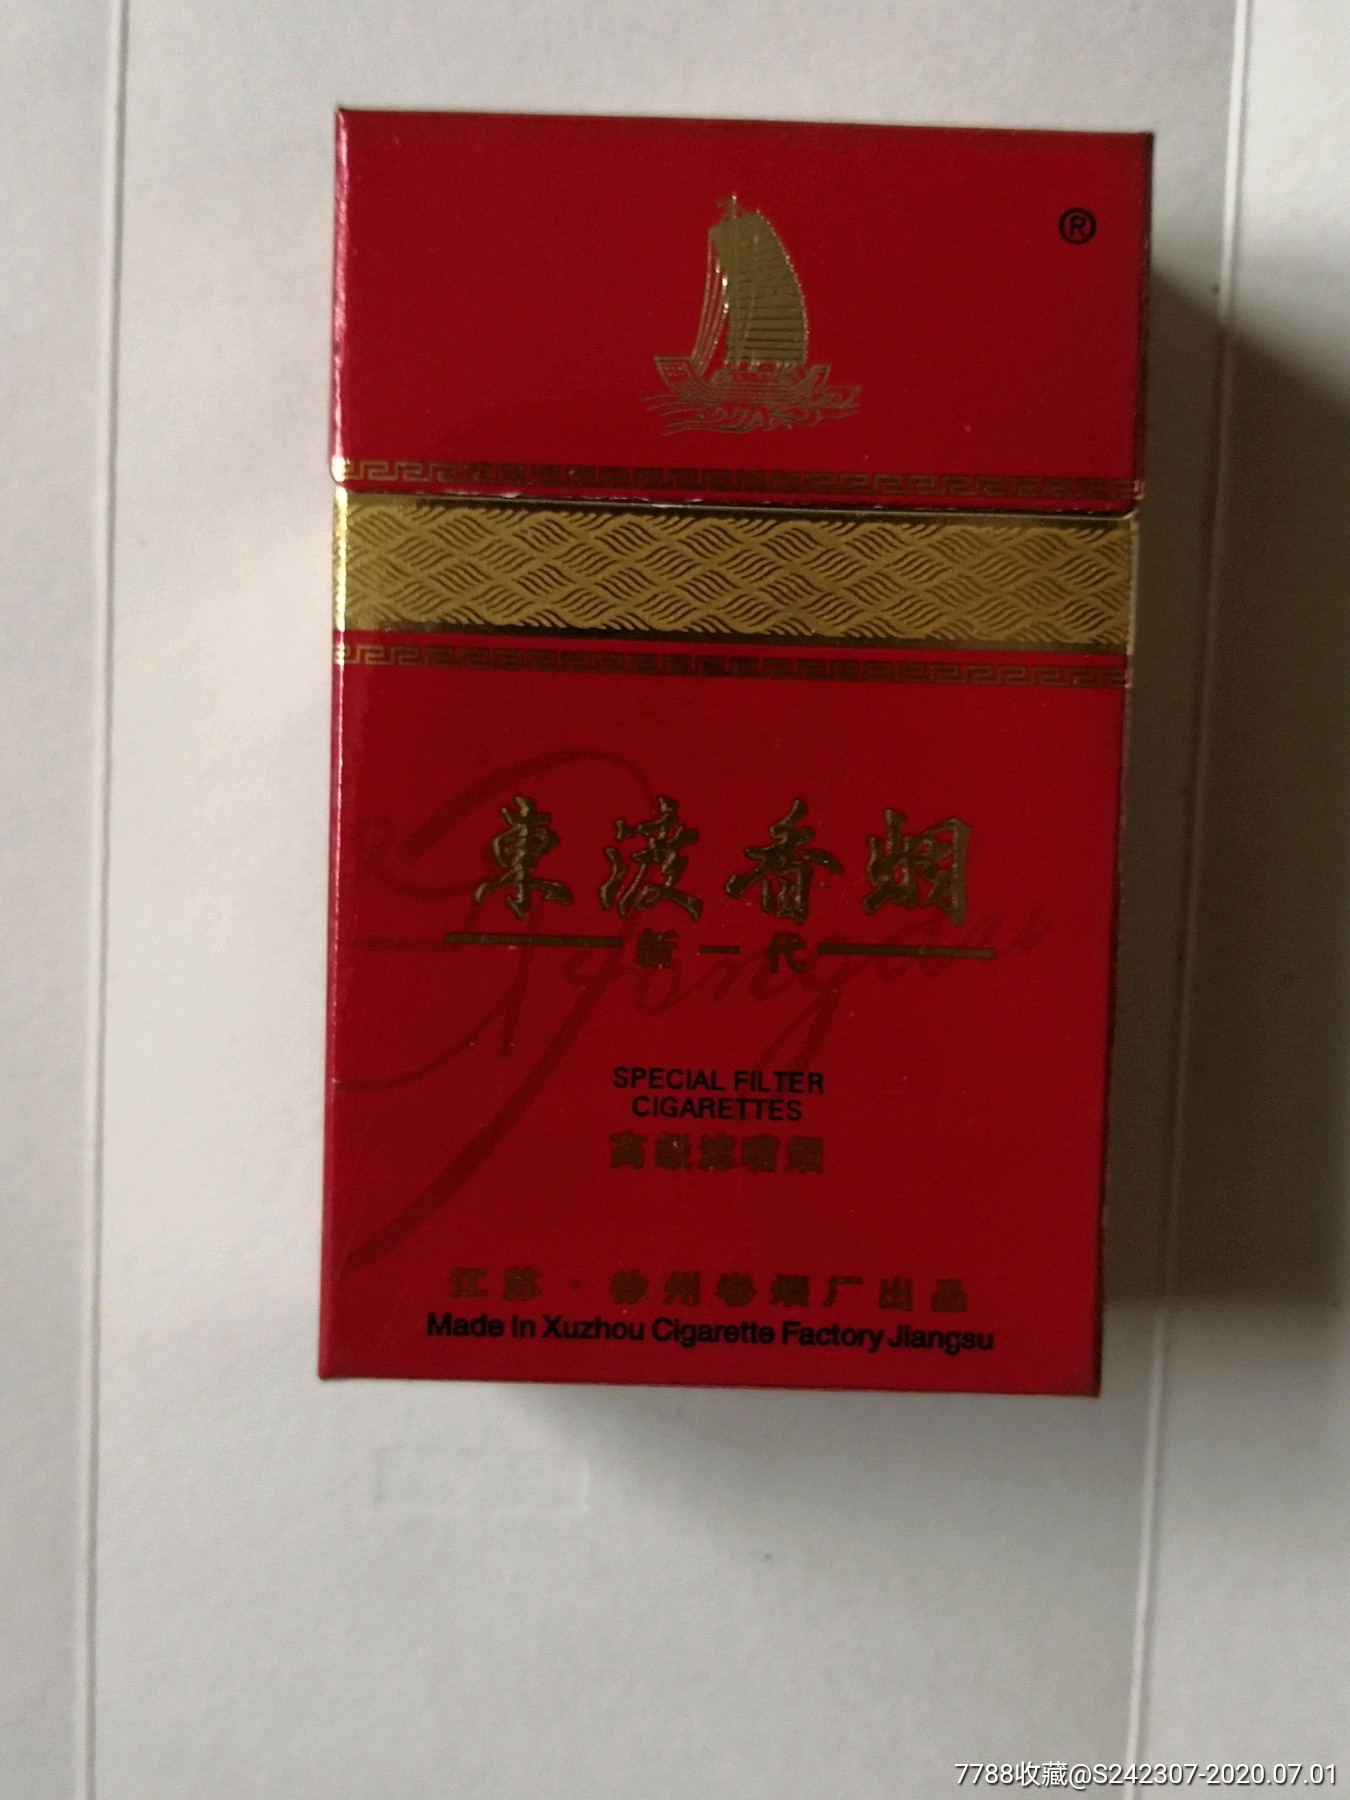 ®
東渡香烟
新一代
SPECIAL FILTER
CIGARETTES
高级滤嘴烟
江苏·徐州卷烟厂出品
Made In Xuzhou Cigarette Factory Jiangsu
7788收藏@S242307-2020.07.01